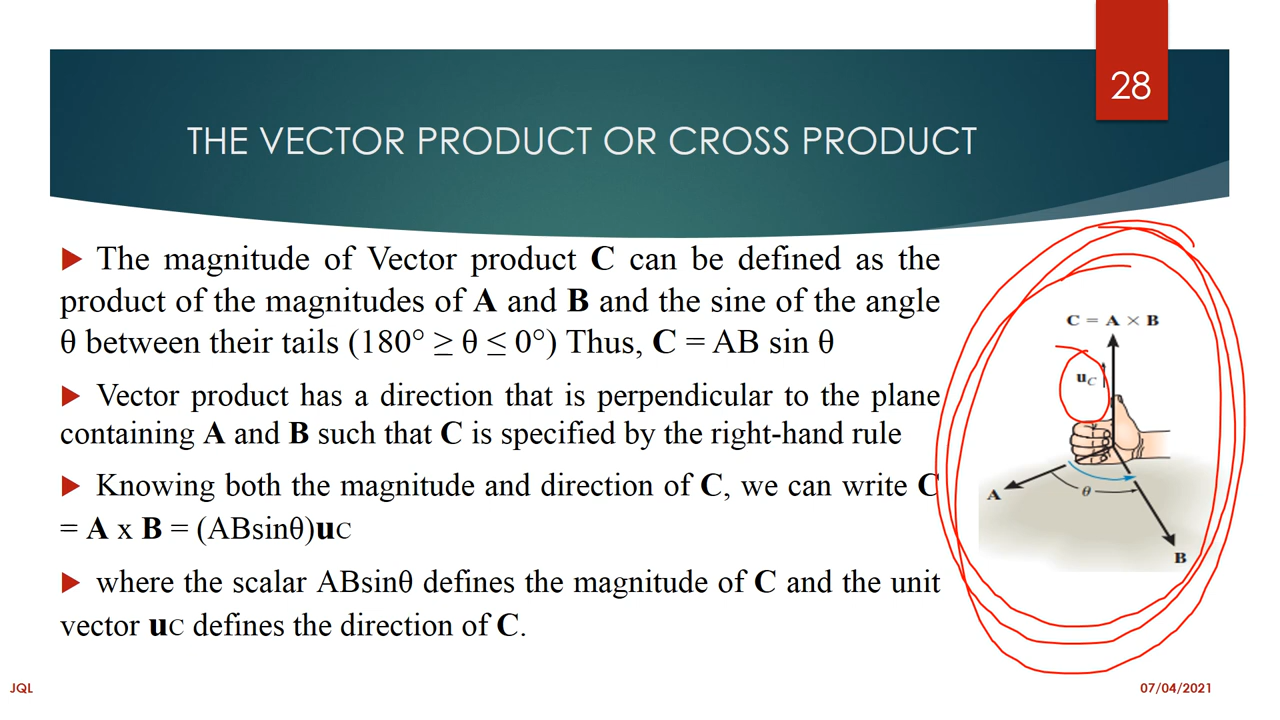 28
THE VECTOR PRODUCT OR CROSS PRODUCT
The magnitude of Vector product C can be defined as the
product of the magnitudes of A and B and the sine of the angle
θ between their tails (180° ≥ θ ≤ 0°) Thus, C = AB sin θ
Vector product has a direction that is perpendicular to the plane
containing A and B such that C is specified by the right-hand rule
Knowing both the magnitude and direction of C, we can write C
= A x B = (ABsinθ)uC
where the scalar ABsinθ defines the magnitude of C and the unit
vector uC defines the direction of C.
C = A × B
uC
A
θ
B
JQL
07/04/2021